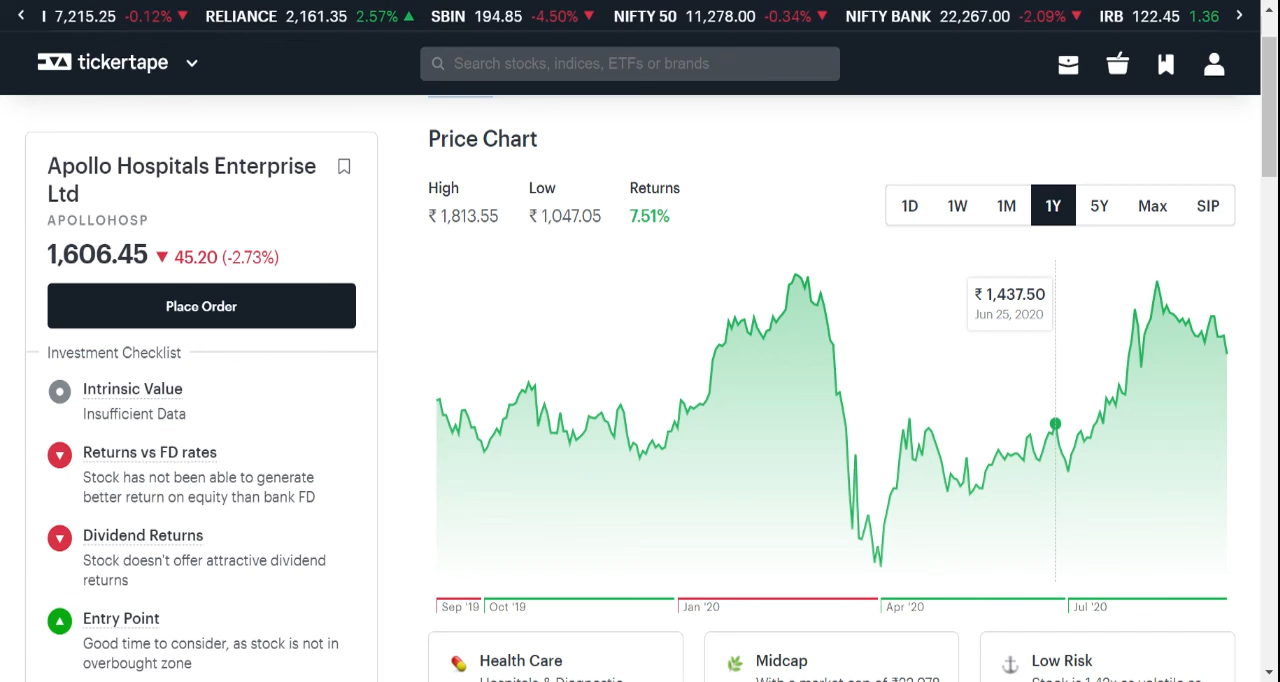 I 7,215.25 -0.12% ▼ RELIANCE 2,161.35 2.57% ▲ SBIN 194.85 -4.50% ▼ NIFTY 50 11,278.00 -0.34% ▼ NIFTY BANK 22,267.00 -2.09% ▼ IRB 122.45 1.36
tickertape
Search stocks, indices, ETFs or brands
Apollo Hospitals Enterprise
Ltd
APOLLOHOSP
1,606.45 ▼ 45.20 (-2.73%)
Place Order
Investment Checklist
Intrinsic Value
Insufficient Data
Returns vs FD rates
Stock has not been able to generate
better return on equity than bank FD
Dividend Returns
Stock doesn't offer attractive dividend
returns
Entry Point
Good time to consider, as stock is not in
overbought zone
Price Chart
High Low Returns
₹ 1,813.55 ₹ 1,047.05 7.51%
1D 1W 1M 1Y 5Y Max SIP
₹ 1,437.50
Jun 25, 2020
Sep '19 Oct '19 Jan '20 Apr '20 Jul '20
Health Care Midcap Low Risk